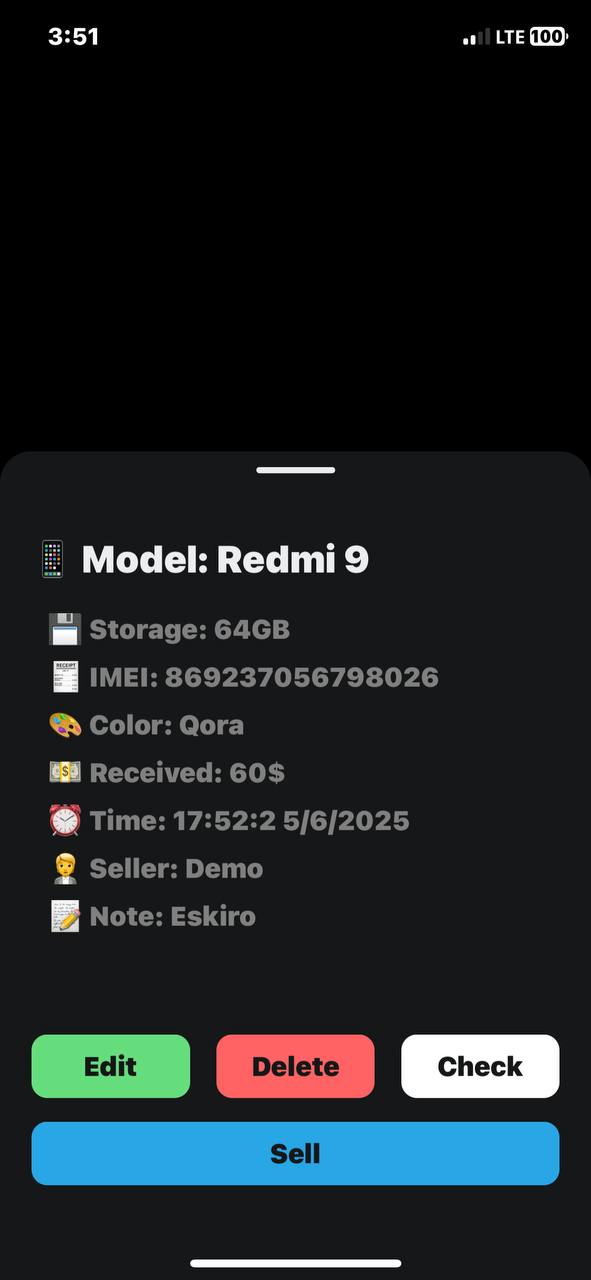 3:51 LTE 100
Model: Redmi 9
Storage: 64GB
IMEI: 869237056798026
Color: Qora
Received: 60$
Time: 17:52:2 5/6/2025
Seller: Demo
Note: Eskiro
Edit Delete Check
Sell